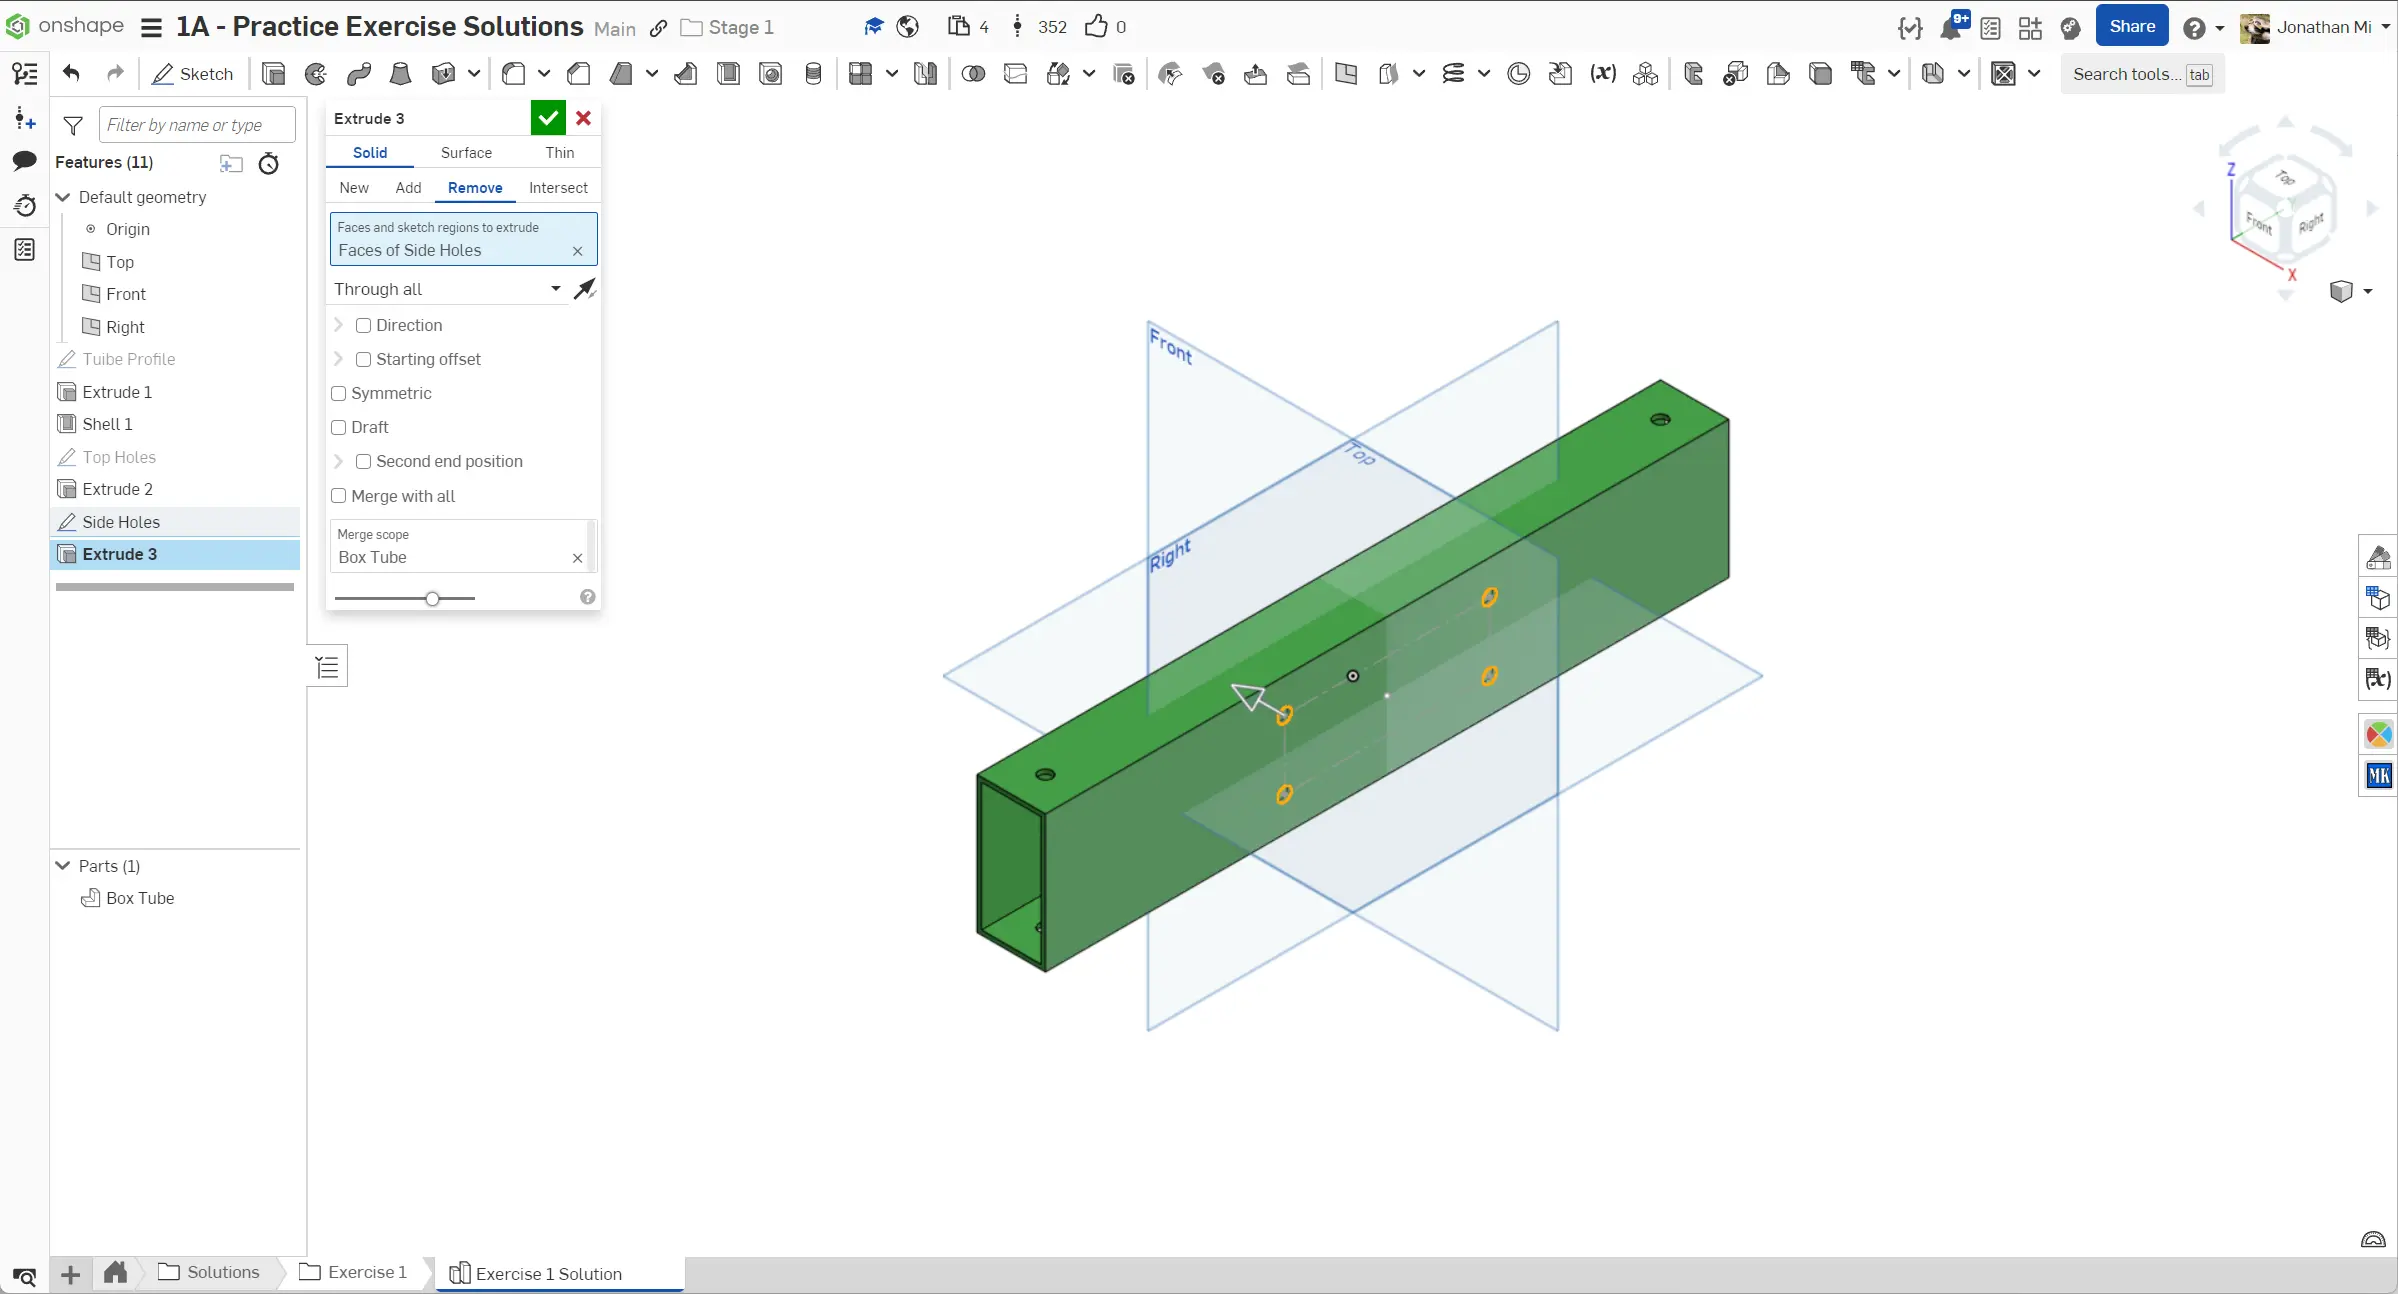 onshape
1A - Practice Exercise Solutions
Main
Stage 1
4
352
0
9+
Share
Jonathan Mi
Sketch
(x)
Search tools...
tab
Filter by name or type
Features (11)
Default geometry
Origin
Top
Front
Right
Tuibe Profile
Extrude 1
Shell 1
Top Holes
Extrude 2
Side Holes
Extrude 3
Parts (1)
Box Tube
Extrude 3
Solid
Surface
Thin
New
Add
Remove
Intersect
Faces and sketch regions to extrude
Faces of Side Holes
Through all
Direction
Starting offset
Symmetric
Draft
Second end position
Merge with all
Merge scope
Box Tube
Front
Top
Right
Z
Top
Front
Right
X
(x)
MK
Solutions
Exercise 1
Exercise 1 Solution